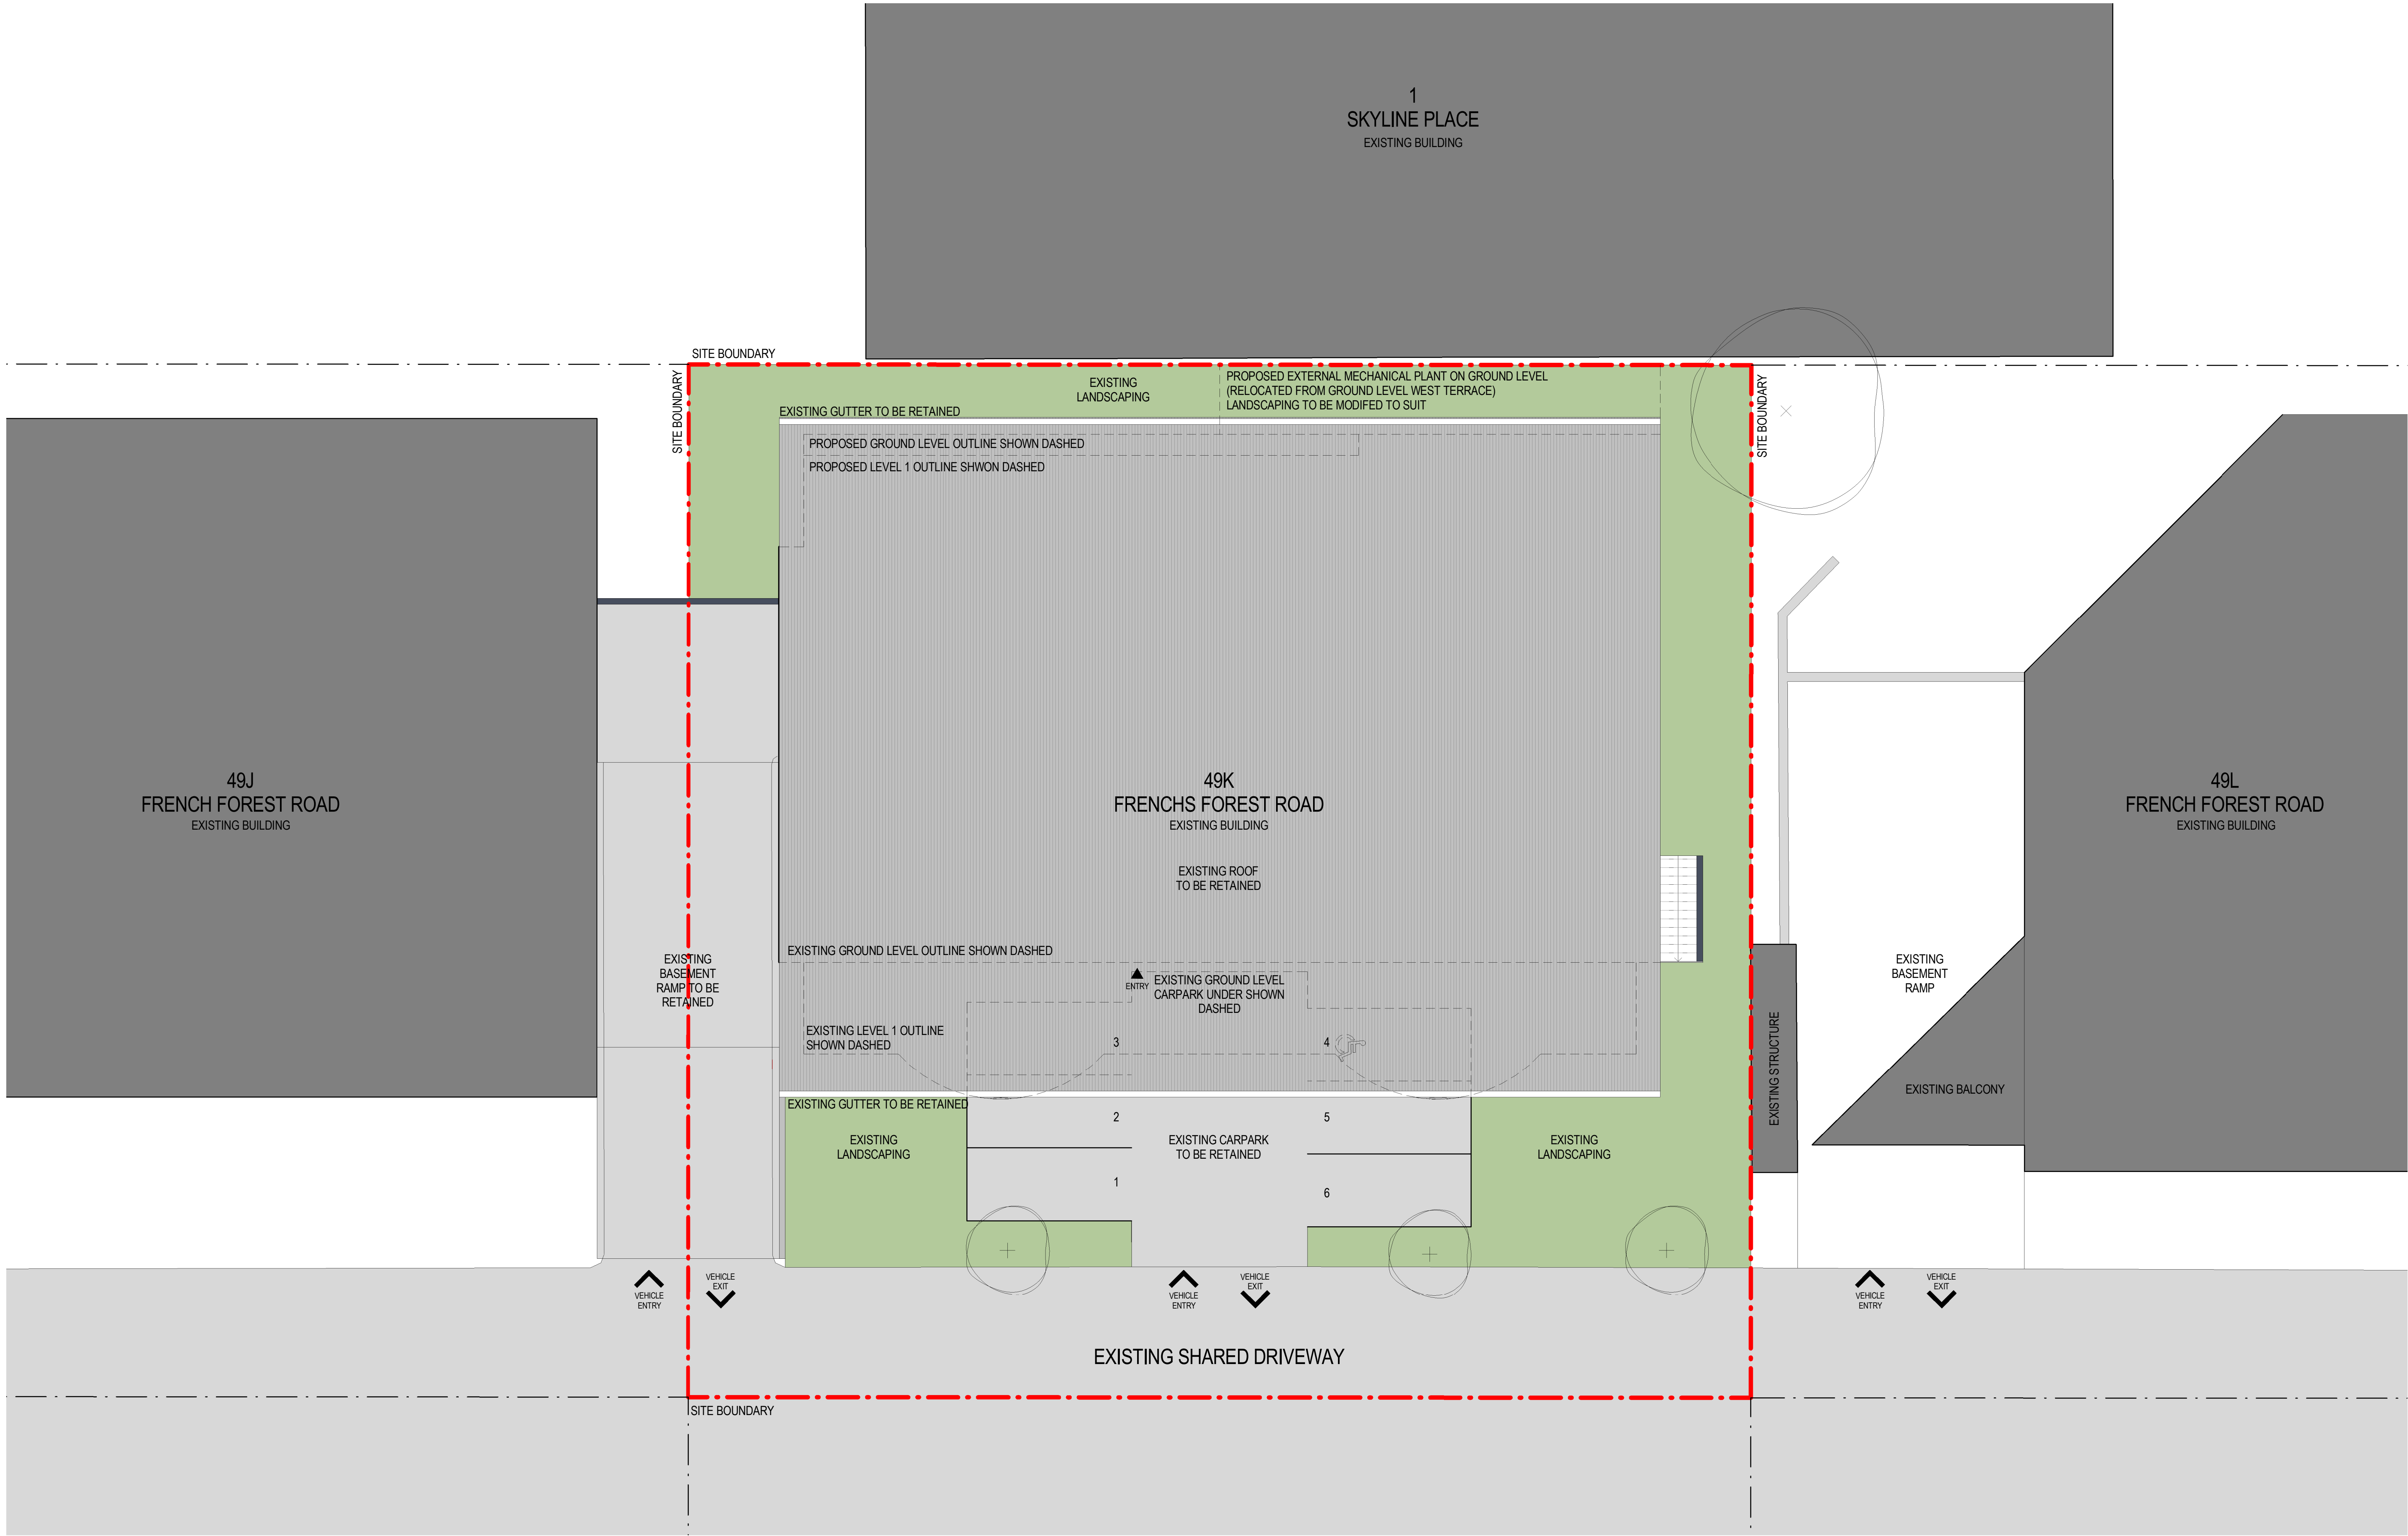 1
SKYLINE PLACE
EXISTING BUILDING
SITE BOUNDARY
SITE BOUNDARY
EXISTING
LANDSCAPING
PROPOSED EXTERNAL MECHANICAL PLANT ON GROUND LEVEL
(RELOCATED FROM GROUND LEVEL WEST TERRACE)
LANDSCAPING TO BE MODIFED TO SUIT
SITE BOUNDARY
EXISTING GUTTER TO BE RETAINED
PROPOSED GROUND LEVEL OUTLINE SHOWN DASHED
PROPOSED LEVEL 1 OUTLINE SHWON DASHED
49J
FRENCH FOREST ROAD
EXISTING BUILDING
49K
FRENCHS FOREST ROAD
EXISTING BUILDING
49L
FRENCH FOREST ROAD
EXISTING BUILDING
EXISTING ROOF
TO BE RETAINED
EXISTING GROUND LEVEL OUTLINE SHOWN DASHED
EXISTING
BASEMENT
RAMP TO BE
RETAINED
ENTRY
EXISTING GROUND LEVEL
CARPARK UNDER SHOWN
DASHED
EXISTING
BASEMENT
RAMP
EXISTING LEVEL 1 OUTLINE
SHOWN DASHED
3
4
EXISTING STRUCTURE
EXISTING BALCONY
EXISTING GUTTER TO BE RETAINED
2
5
EXISTING
LANDSCAPING
EXISTING CARPARK
TO BE RETAINED
EXISTING
LANDSCAPING
1
6
VEHICLE
ENTRY
VEHICLE
EXIT
VEHICLE
ENTRY
VEHICLE
EXIT
VEHICLE
ENTRY
VEHICLE
EXIT
EXISTING SHARED DRIVEWAY
SITE BOUNDARY